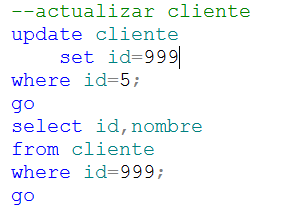 --actualizar cliente
update cliente
    set id=999
where id=5;
go
select id,nombre
from cliente
where id=999;
go